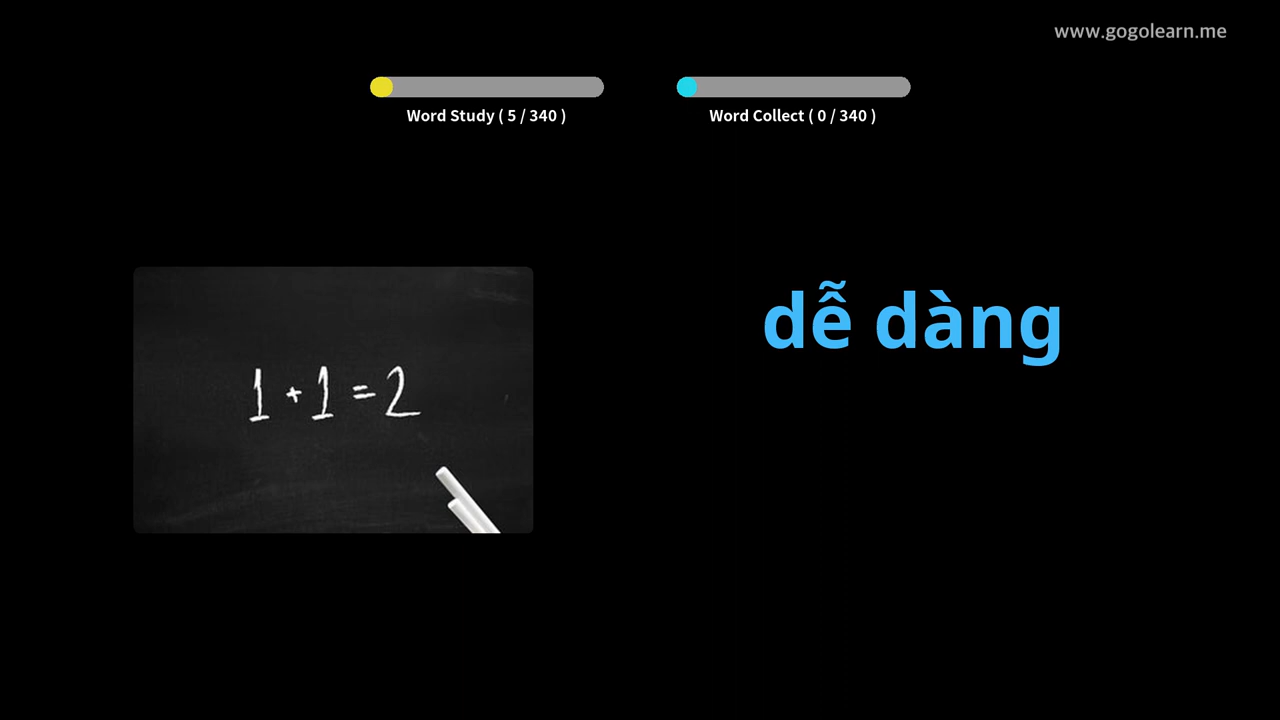 www.gogolearn.me
Word Study ( 5 / 340 )
Word Collect ( 0 / 340 )
dễ dàng
1 + 1 = 2